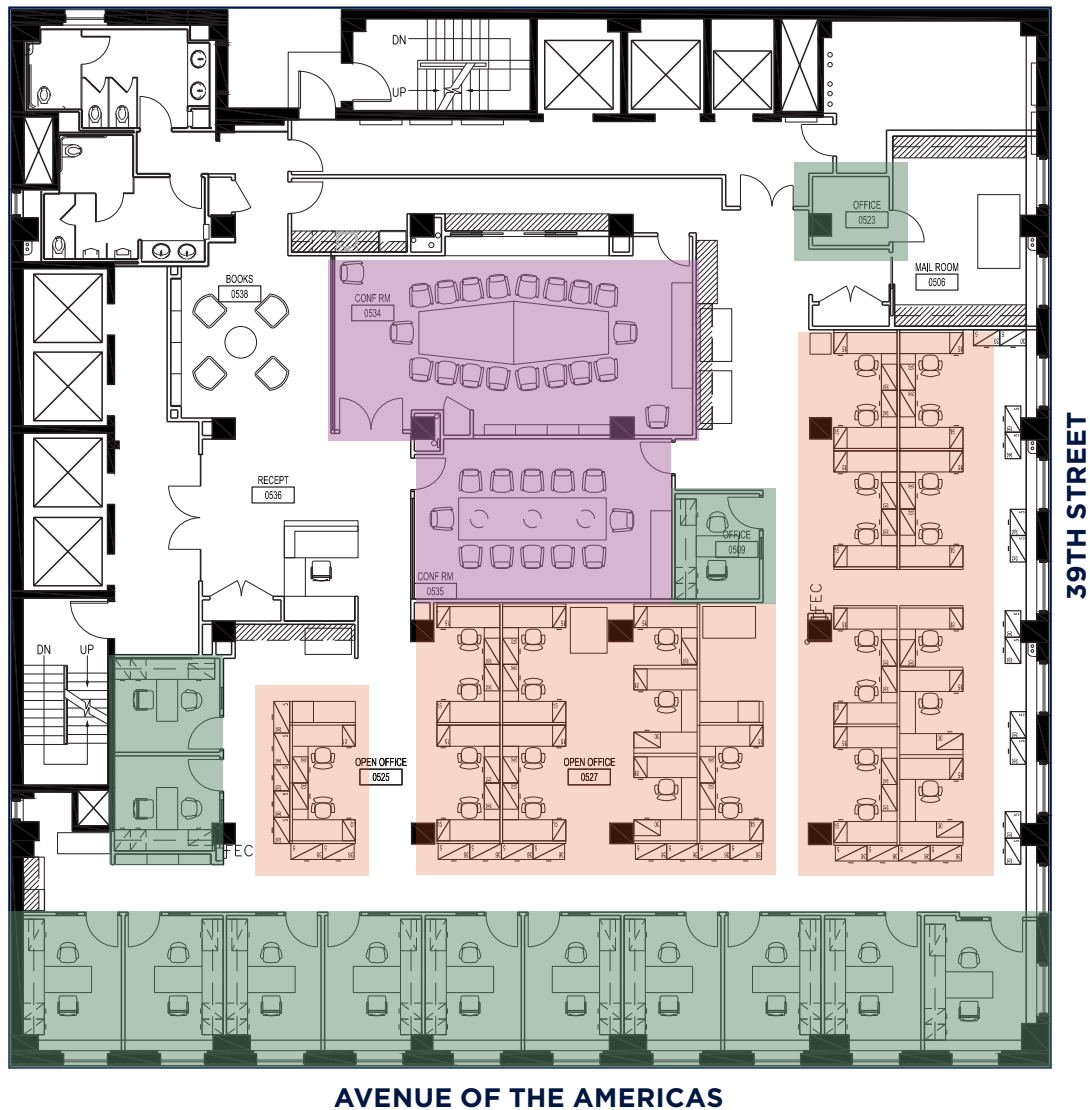 DN
UP
OFFICE
0523
MAIL ROOM
0506
BOOKS
0538
CONF RM
0534
RECEPT
0536
OFFICE
0509
CONF RM
0535
FEC
DN
UP
OPEN OFFICE
0525
OPEN OFFICE
0527
FEC
39TH STREET
AVENUE OF THE AMERICAS